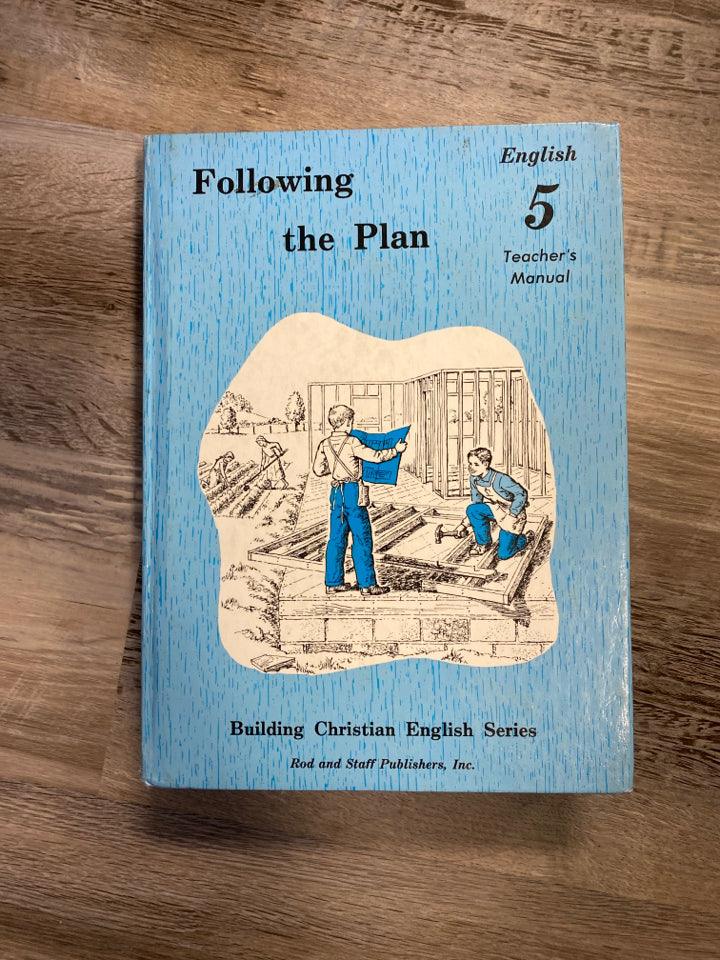 Following
the Plan
English
5
Teacher's
Manual
Building Christian English Series
Rod and Staff Publishers, Inc.